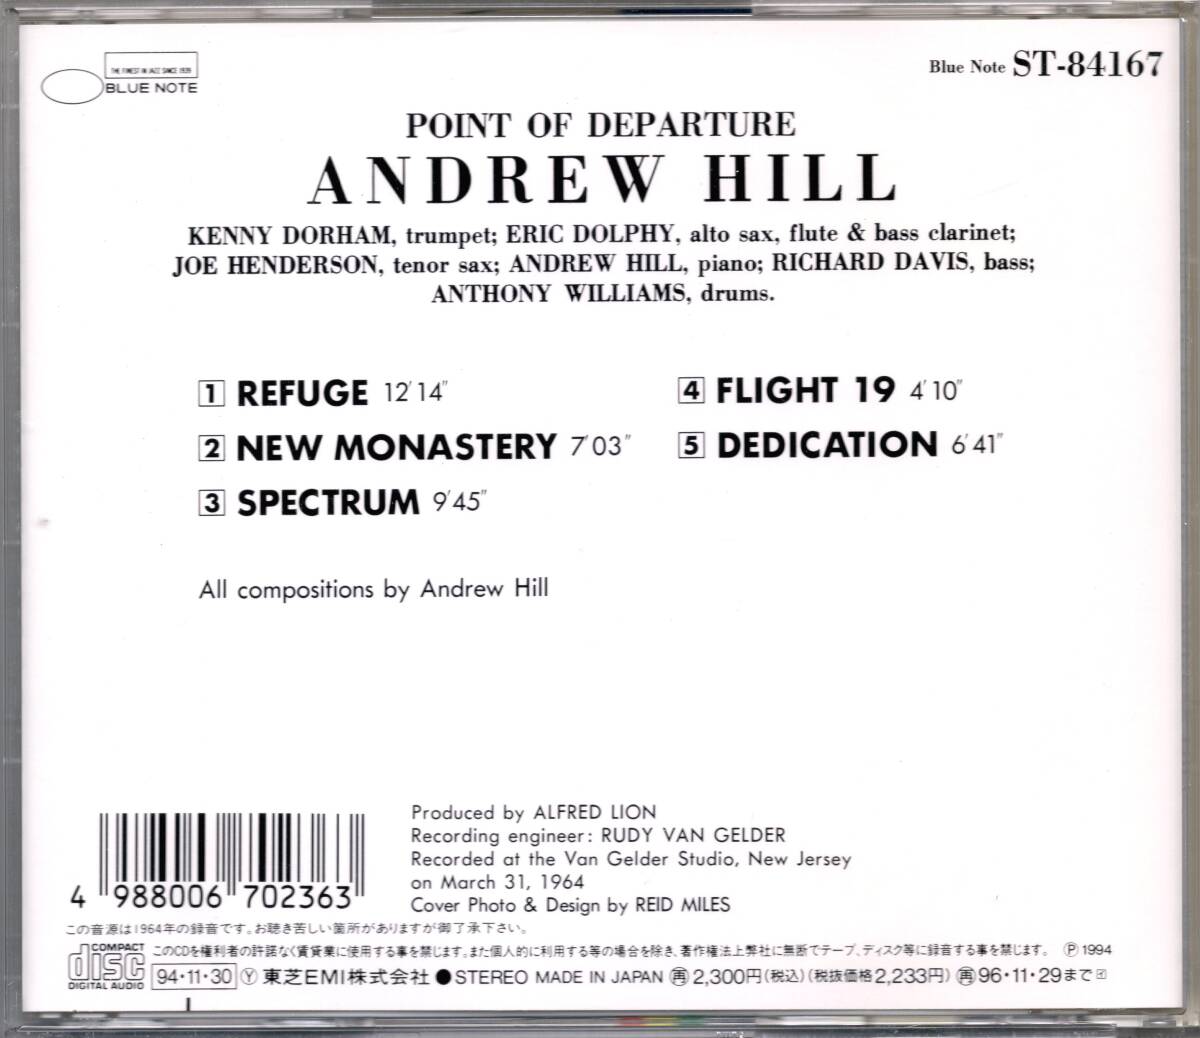 THE FINEST IN JAZZ SINCE 1939
BLUE NOTE
Blue Note ST-84167
POINT OF DEPARTURE
ANDREW HILL
KENNY DORHAM, trumpet; ERIC DOLPHY, alto sax, flute & bass clarinet;
JOE HENDERSON, tenor sax; ANDREW HILL, piano; RICHARD DAVIS, bass;
ANTHONY WILLIAMS, drums.
1 REFUGE 12′14″
2 NEW MONASTERY 7′03″
3 SPECTRUM 9′45″
4 FLIGHT 19 4′10″
5 DEDICATION 6′41″
All compositions by Andrew Hill
Produced by ALFRED LION
Recording engineer: RUDY VAN GELDER
Recorded at the Van Gelder Studio, New Jersey
on March 31, 1964
Cover Photo & Design by REID MILES
4 988006 702363
この音源は1964年の録音です。お聴き苦しい箇所がありますが御了承下さい。
COMPACT disc DIGITAL AUDIO
このCDを権利者の許諾なく賃貸業に使用する事を禁じます。また個人的に利用する等の場合を除き、著作権法上弊社に無断でテープ、ディスク等に録音する事を禁じます。 Ⓟ1994
94・11・30 Ⓨ 東芝EMI株式会社 ●STEREO MADE IN JAPAN 再 2,300円(税込)(税抜価格2,233円) 再 96・11・29まで